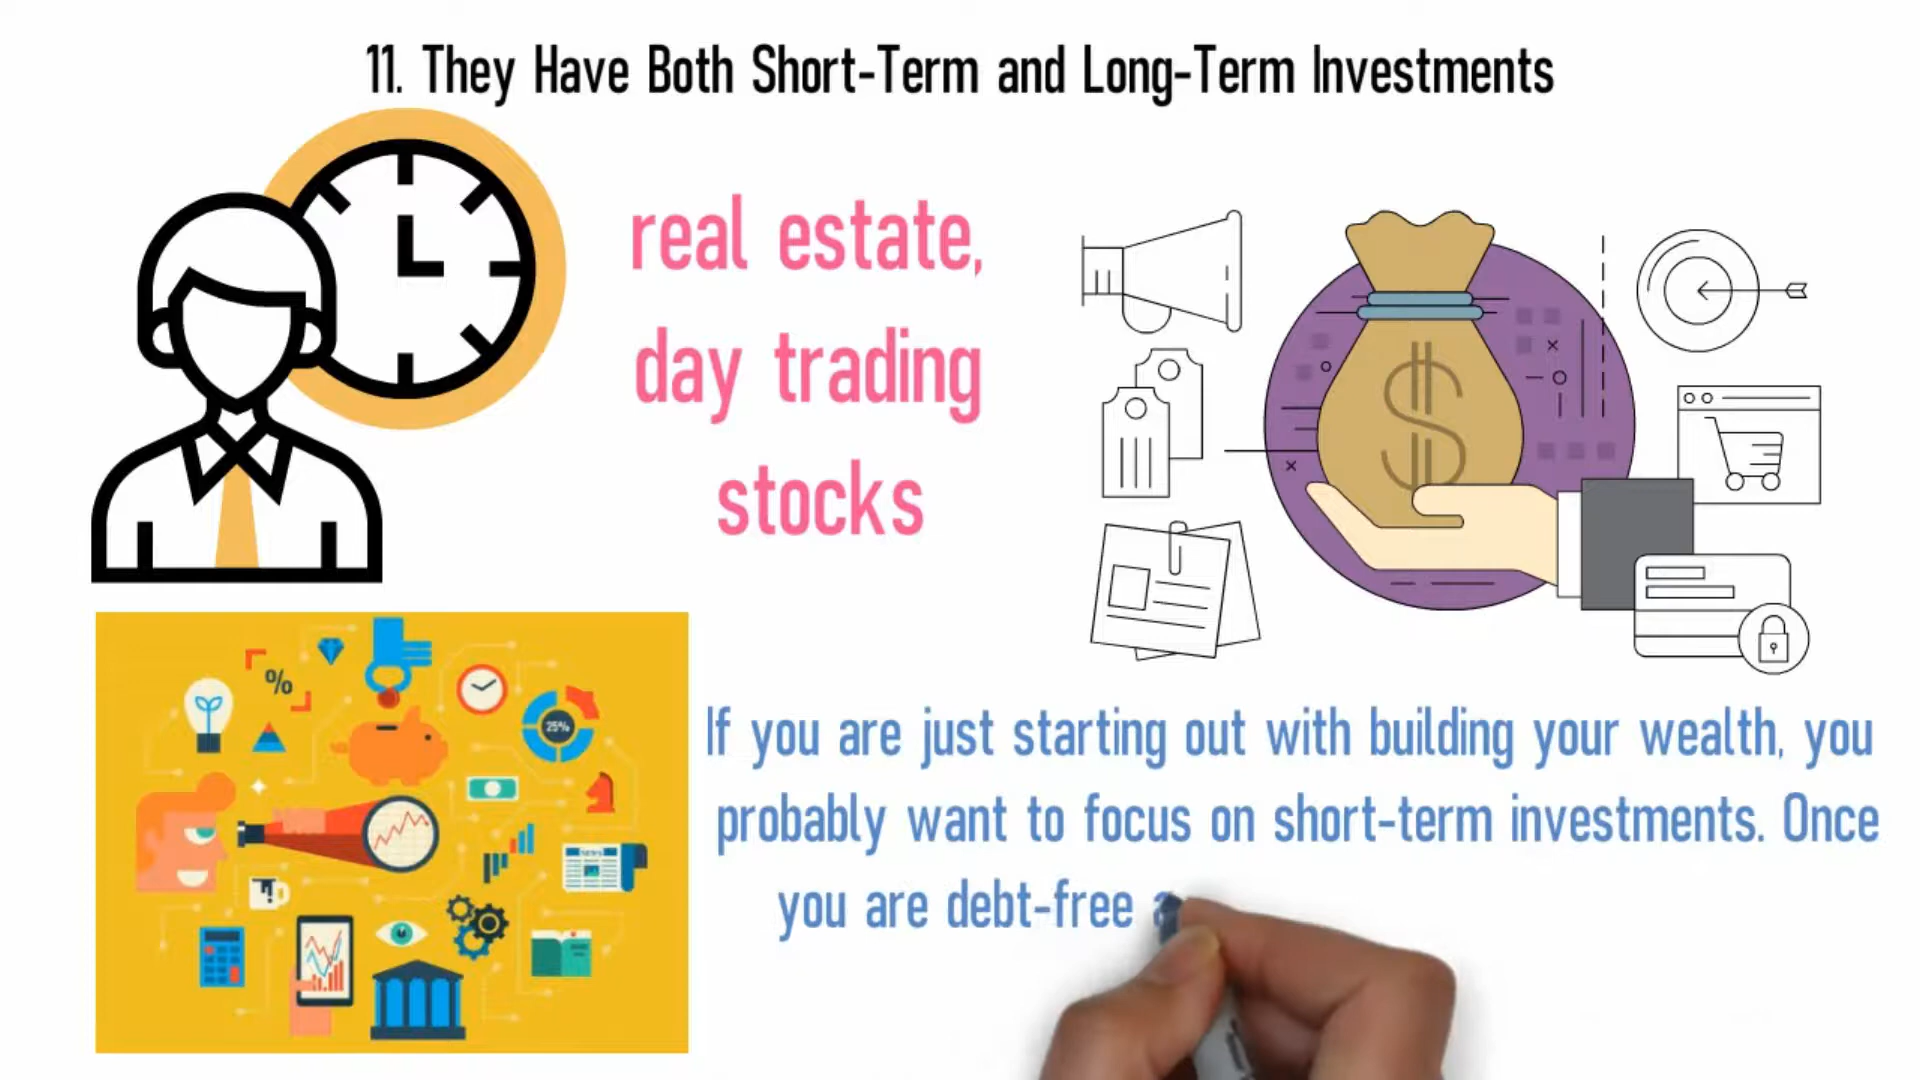 11. They Have Both Short-Term and Long-Term Investments
real estate,
day trading
stocks
$
%
25%
NEWS
If you are just starting out with building your wealth, you
probably want to focus on short-term investments. Once
you are debt-free a